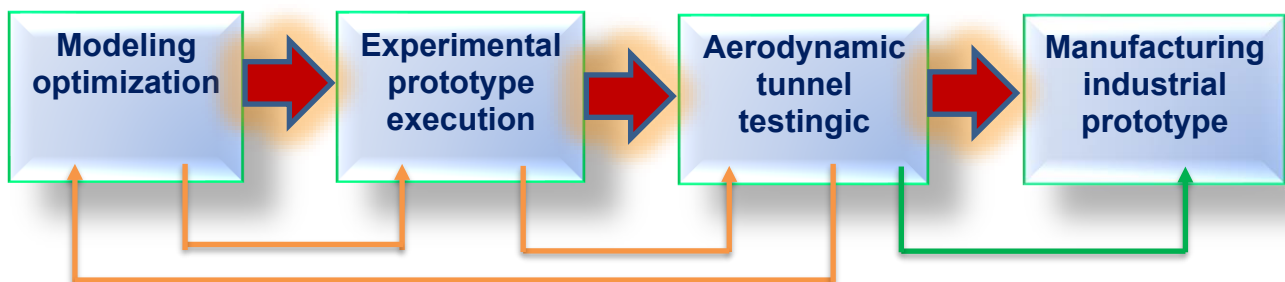 Modeling
optimization
Experimental
prototype
execution
Aerodynamic
tunnel
testingic
Manufacturing
industrial
prototype